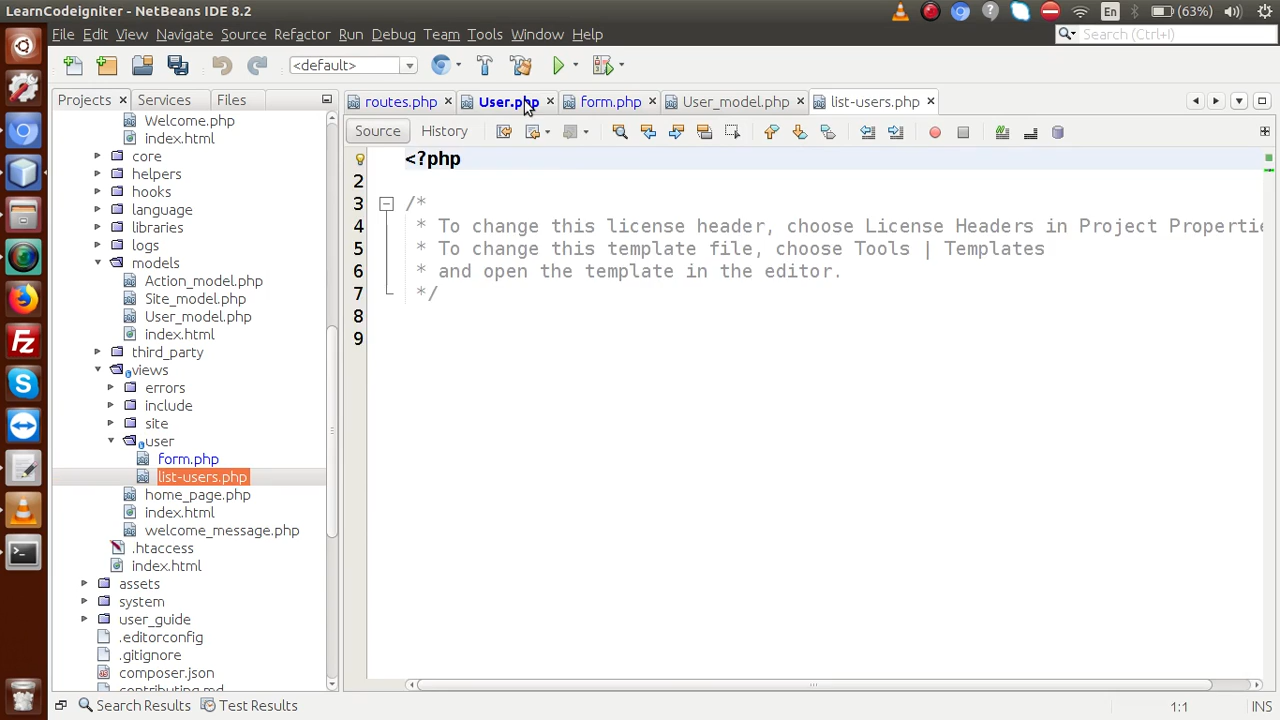 LearnCodeigniter - NetBeans IDE 8.2
En
(63%)
File Edit View Navigate Source Refactor Run Debug Team Tools Window Help
Search (Ctrl+I)
<default>
Projects Services Files
routes.php User.php form.php User_model.php list-users.php
Source History
Welcome.php
index.html
core
helpers
hooks
language
libraries
logs
models
Action_model.php
Site_model.php
User_model.php
index.html
third_party
views
errors
include
site
user
form.php
list-users.php
home_page.php
index.html
welcome_message.php
.htaccess
index.html
assets
system
user_guide
.editorconfig
.gitignore
composer.json
contributing.md
<?php
2
3 /*
4 * To change this license header, choose License Headers in Project Propertie
5 * To change this template file, choose Tools | Templates
6 * and open the template in the editor.
7 */
8
9
Search Results Test Results
1:1 INS